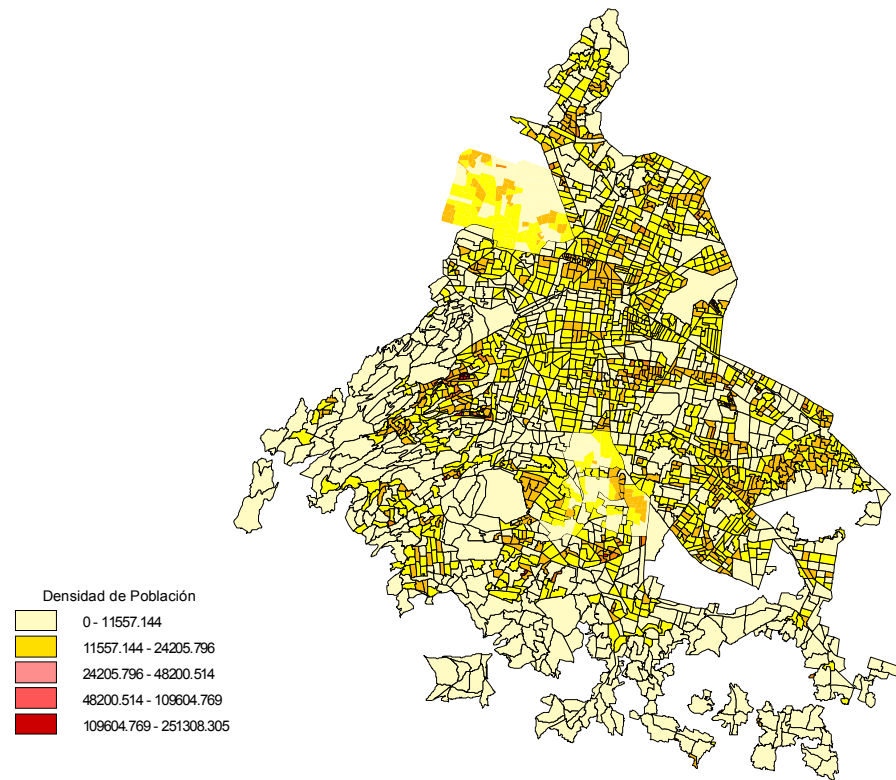 Densidad de Población
0 - 11557.144
11557.144 - 24205.796
24205.796 - 48200.514
48200.514 - 109604.769
109604.769 - 251308.305